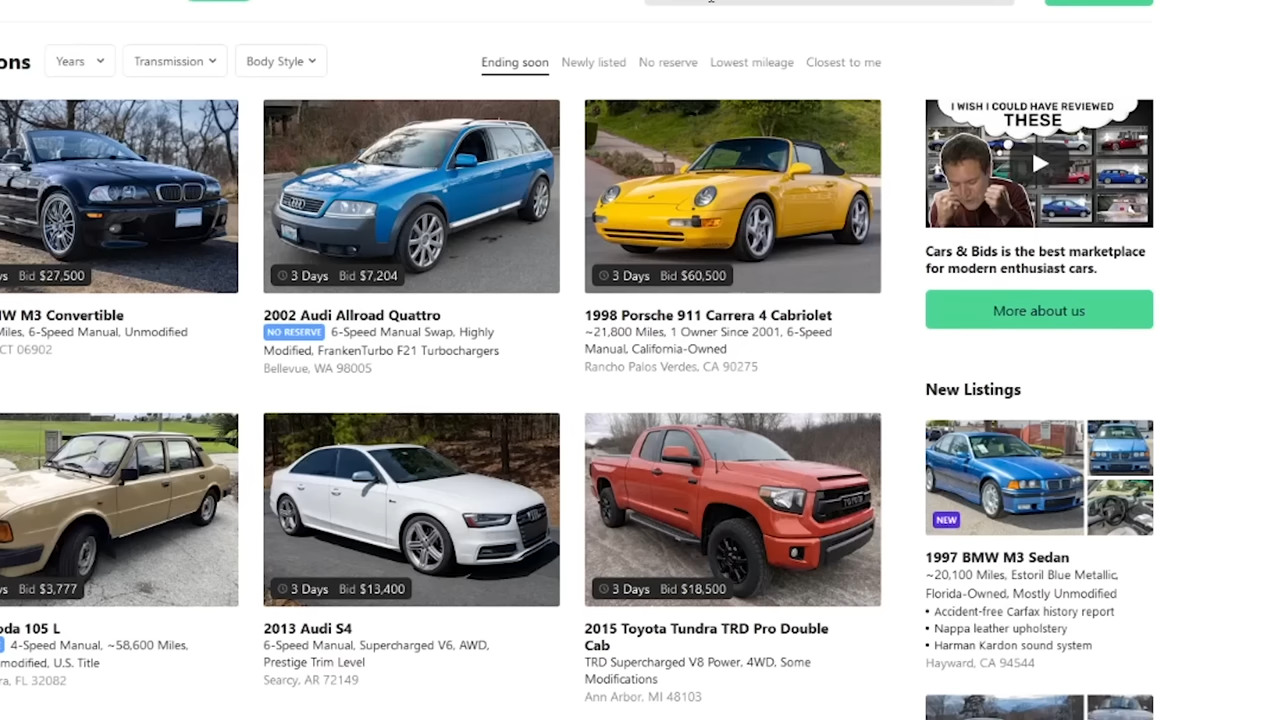 ons
Years
Transmission
Body Style
Ending soon
Newly listed
No reserve
Lowest mileage
Closest to me
Bid $27,500
M3 Convertible
Miles, 6-Speed Manual, Unmodified
CT 06902
3 Days Bid $7,204
2002 Audi Allroad Quattro
NO RESERVE 6-Speed Manual Swap, Highly
Modified, FrankenTurbo F21 Turbochargers
Bellevue, WA 98005
3 Days Bid $60,500
1998 Porsche 911 Carrera 4 Cabriolet
~21,800 Miles, 1 Owner Since 2001, 6-Speed
Manual, California-Owned
Rancho Palos Verdes, CA 90275
Bid $3,777
105 L
4-Speed Manual, ~58,600 Miles,
modified, U.S. Title
FL 32082
3 Days Bid $13,400
2013 Audi S4
6-Speed Manual, Supercharged V6, AWD,
Prestige Trim Level
Searcy, AR 72149
3 Days Bid $18,500
2015 Toyota Tundra TRD Pro Double
Cab
TRD Supercharged V8 Power, 4WD, Some
Modifications
Ann Arbor, MI 48103
I WISH I COULD HAVE REVIEWED
THESE
Cars & Bids is the best marketplace
for modern enthusiast cars.
More about us
New Listings
NEW
1997 BMW M3 Sedan
~20,100 Miles, Estoril Blue Metallic,
Florida-Owned, Mostly Unmodified
• Accident-free Carfax history report
• Nappa leather upholstery
• Harman Kardon sound system
Hayward, CA 94544